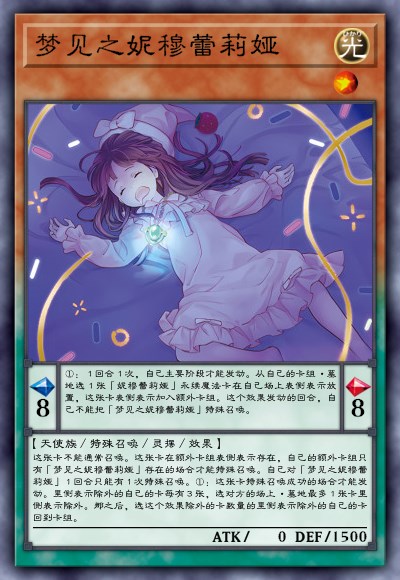 梦见之妮穆蕾莉娅
光
ひかり
①：1回合1次，自己主要阶段才能发动。从自己的卡组·墓
地选1张「妮穆蕾莉娅」永续魔法卡在自己场上表侧表示放
置，这张卡表侧表示加入额外卡组。这个效果发动的回合，自
己不能把「梦见之妮穆蕾莉娅」特殊召唤。
8
8
【天使族／特殊召唤／灵摆／效果】
这张卡不能通常召唤。这张卡在额外卡组表侧表示存在，自己的额外卡组只
有「梦见之妮穆蕾莉娅」存在的场合才能特殊召唤。自己对「梦见之妮穆蕾
莉娅」1回合只能有1次特殊召唤。①：这张卡特殊召唤成功的场合才能发
动。里侧表示除外的自己的卡每有3张，选对方的场上·墓地最多1张卡里
侧表示除外。那之后，选这个效果除外的卡数量的里侧表示除外的自己的卡
回到卡组。
ATK/ 0 DEF/1500